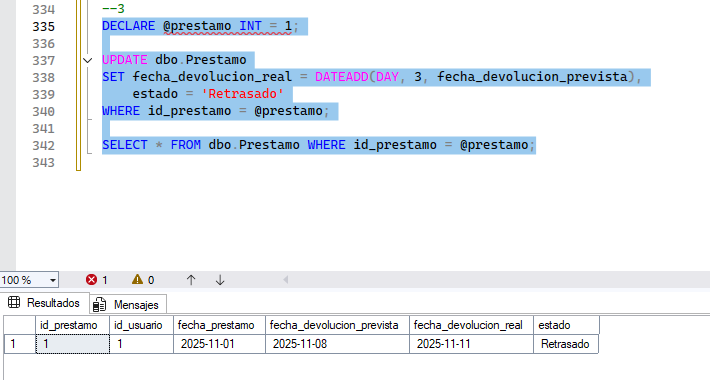 334 --3
335 DECLARE @prestamo INT = 1;
336
337 UPDATE dbo.Prestamo
338 SET fecha_devolucion_real = DATEADD(DAY, 3, fecha_devolucion_prevista),
339 estado = 'Retrasado'
340 WHERE id_prestamo = @prestamo;
341
342 SELECT * FROM dbo.Prestamo WHERE id_prestamo = @prestamo;
343
100 % 1 0
Resultados Mensajes
id_prestamo id_usuario fecha_prestamo fecha_devolucion_prevista fecha_devolucion_real estado
1 1 1 2025-11-01 2025-11-08 2025-11-11 Retrasado